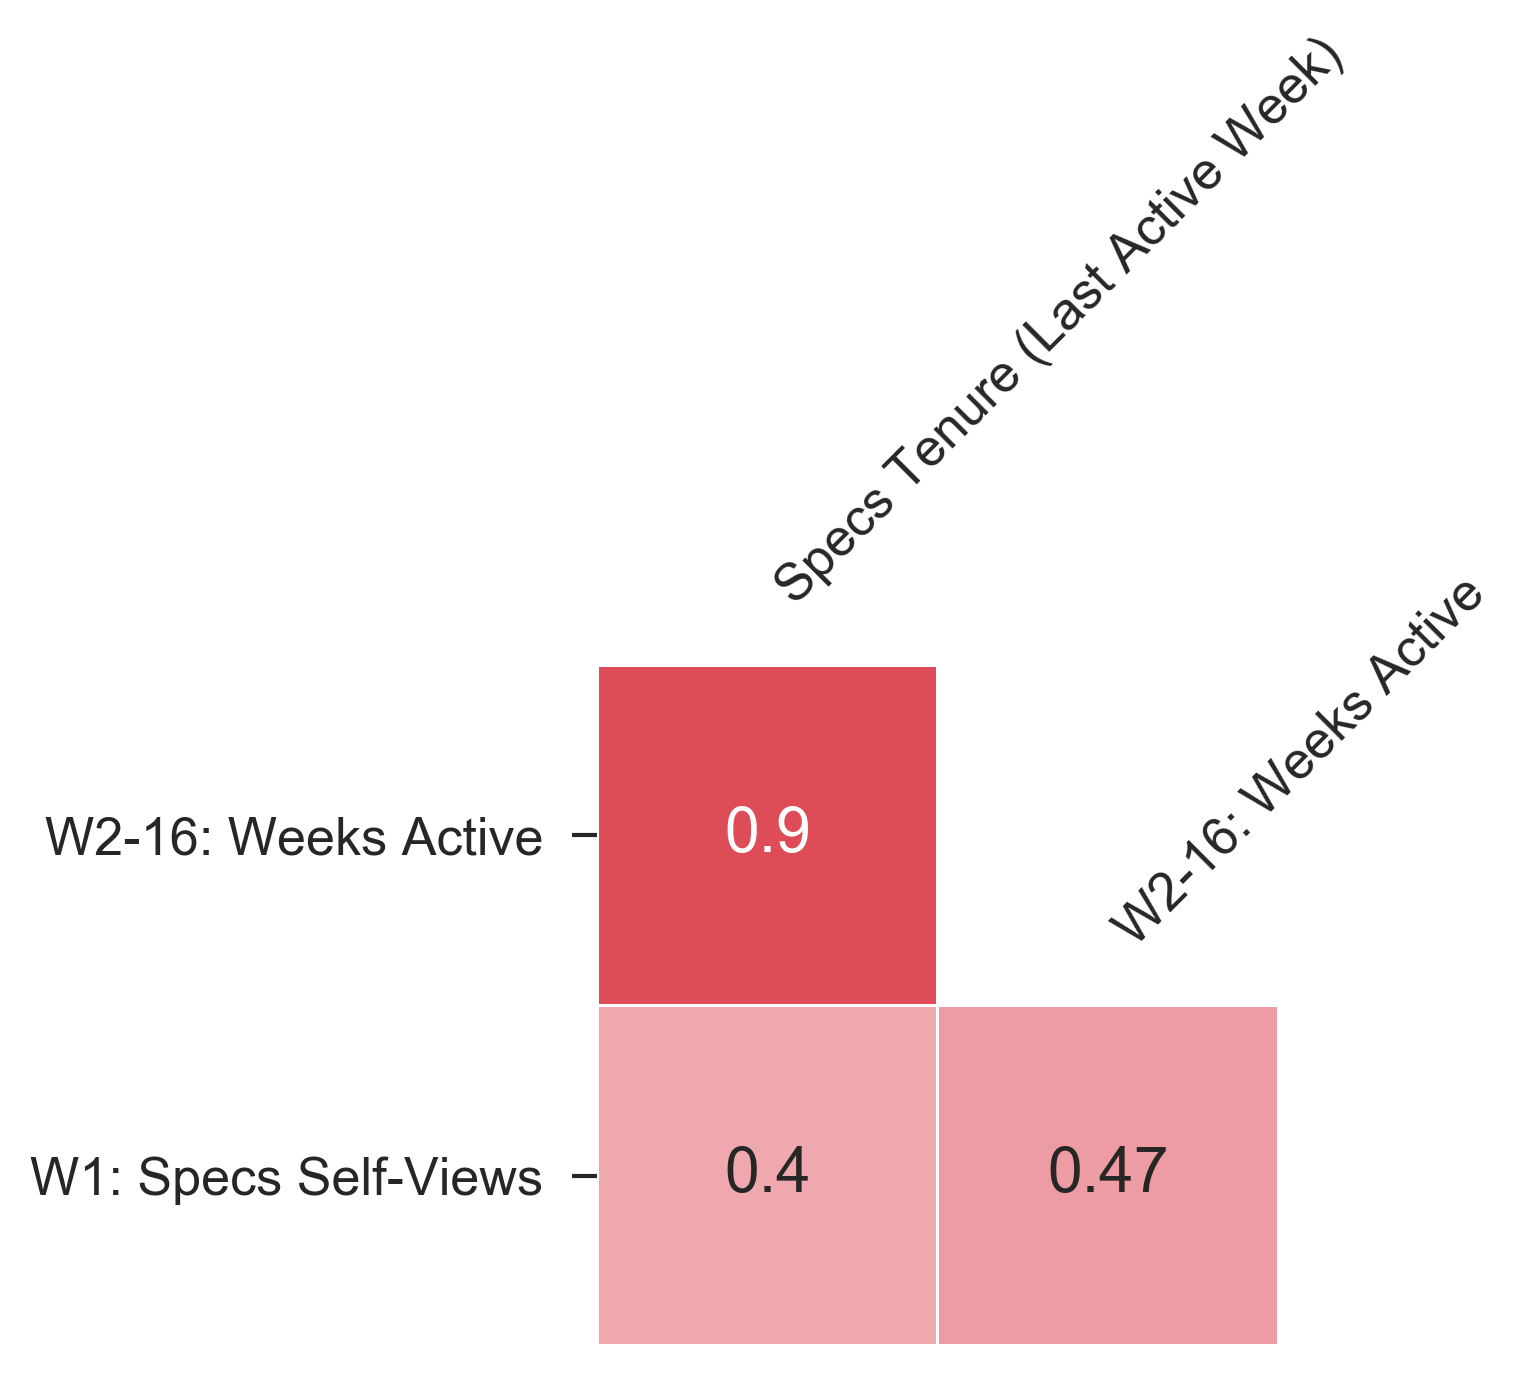 Specs Tenure (Last Active Week)
W2-16: Weeks Active
W2-16: Weeks Active
0.9
W1: Specs Self-Views
0.4
0.47